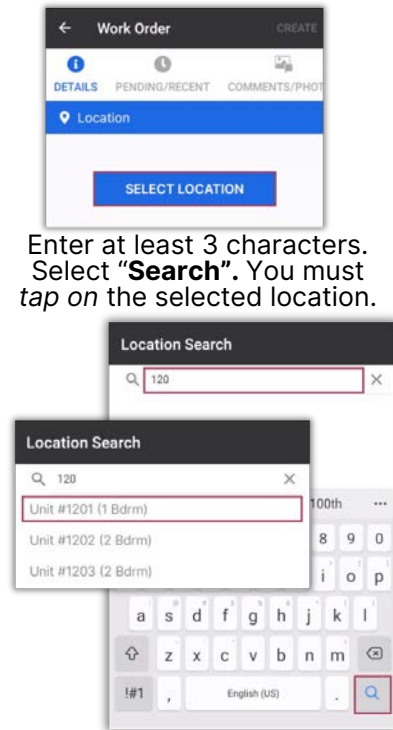 ← Work Order CREATE
DETAILS PENDING/RECENT COMMENTS/PHOT
Location
SELECT LOCATION
Enter at least 3 characters.
Select “Search”. You must
tap on the selected location.
Location Search
120
Location Search
120
Unit #1201 (1 Bdrm)
Unit #1202 (2 Bdrm)
Unit #1203 (2 Bdrm)
100th ...
8 9 0
i o p
a s d f g h j k l
z x c v b n m
!#1 , English (US) .